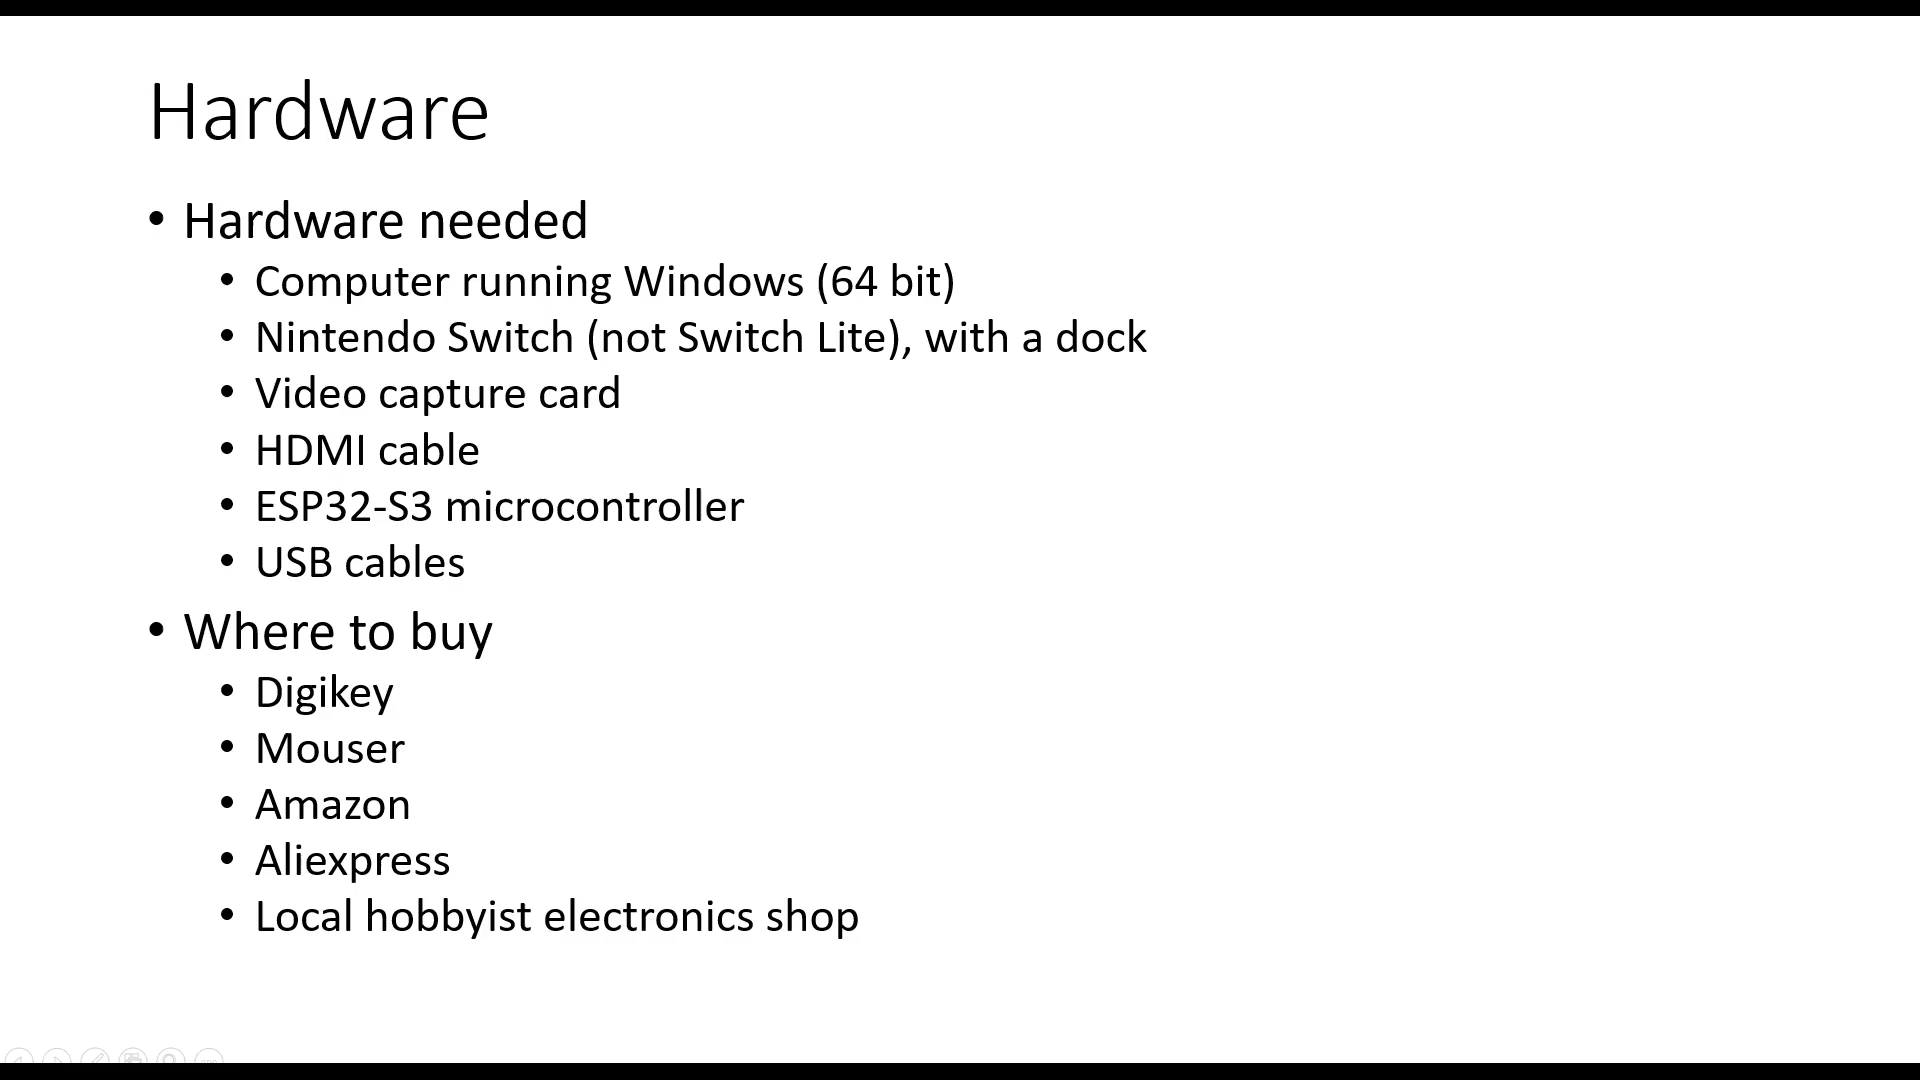 Hardware
• Hardware needed
• Computer running Windows (64 bit)
• Nintendo Switch (not Switch Lite), with a dock
• Video capture card
• HDMI cable
• ESP32-S3 microcontroller
• USB cables
• Where to buy
• Digikey
• Mouser
• Amazon
• Aliexpress
• Local hobbyist electronics shop